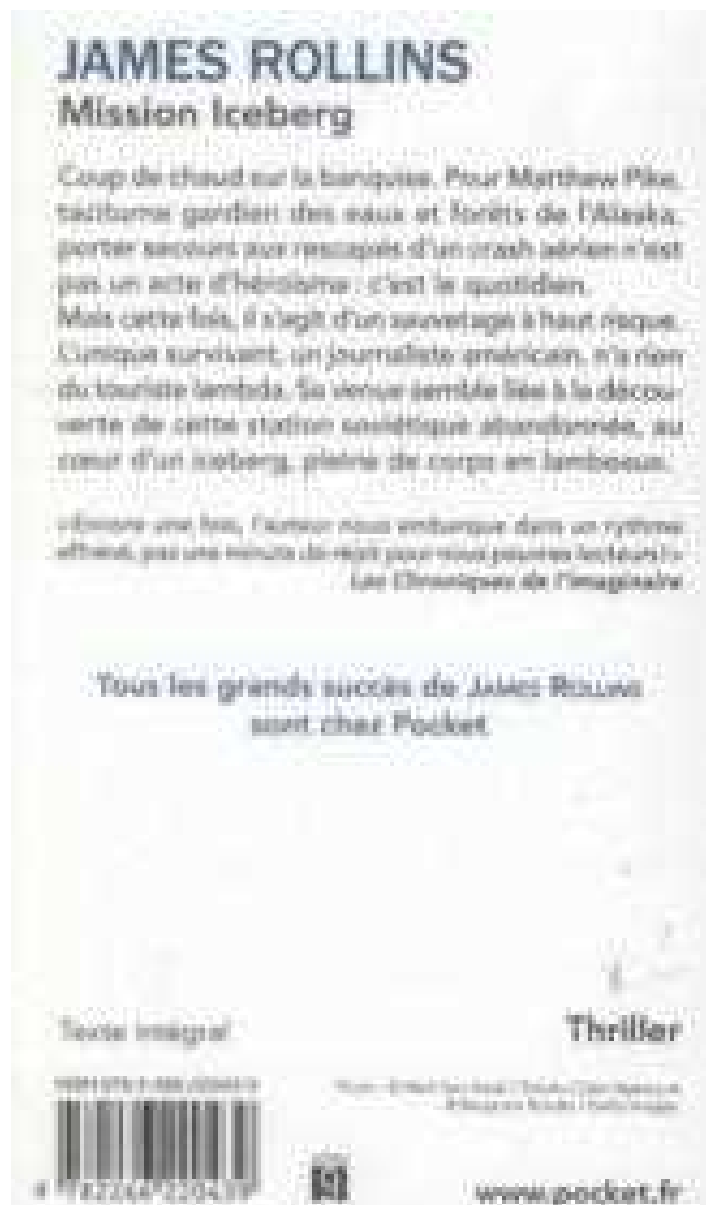 JAMES ROLLINS
Mission Iceberg
Coup de chaud sur la banquise. Pour Matthew Pike,
taciturne gardien des eaux et forêts de l'Alaska,
porter secours aux rescapés d'un crash aérien n'est
pas un acte d'héroïsme : c'est le quotidien.
Mais cette fois, il s'agit d'un sauvetage à haut risque.
L'unique survivant, un journaliste américain, n'a rien
du touriste lambda. Sa venue semble liée à la décou-
verte de cette station soviétique abandonnée, au
cœur d'un iceberg, pleine de corps en lambeaux.
« Encore une fois, l'auteur nous embarque dans un rythme
effréné, pas une minute de répit pour nous pauvres lecteurs ! »
Les Chroniques de l'Imaginaire
Tous les grands succès de JAMES ROLLINS
sont chez Pocket
Texte intégral
Thriller
9 782266 220439
www.pocket.fr